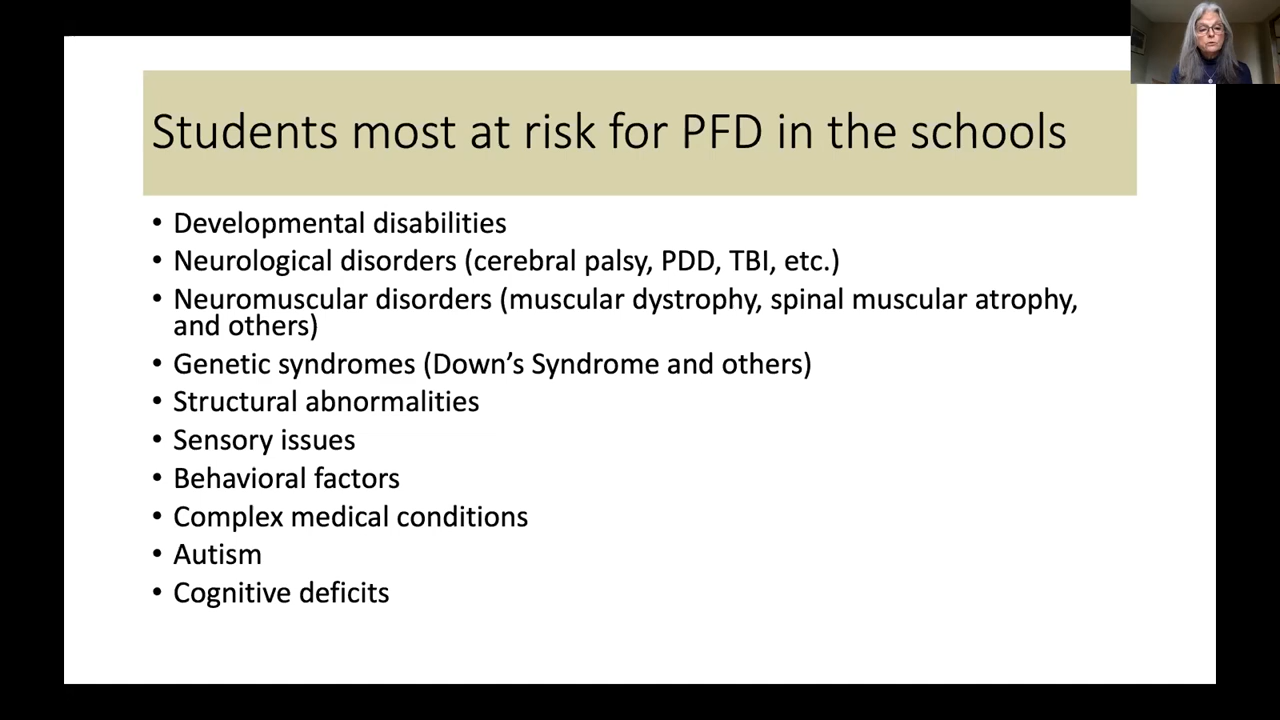 Students most at risk for PFD in the schools
• Developmental disabilities
• Neurological disorders (cerebral palsy, PDD, TBI, etc.)
• Neuromuscular disorders (muscular dystrophy, spinal muscular atrophy,
and others)
• Genetic syndromes (Down’s Syndrome and others)
• Structural abnormalities
• Sensory issues
• Behavioral factors
• Complex medical conditions
• Autism
• Cognitive deficits